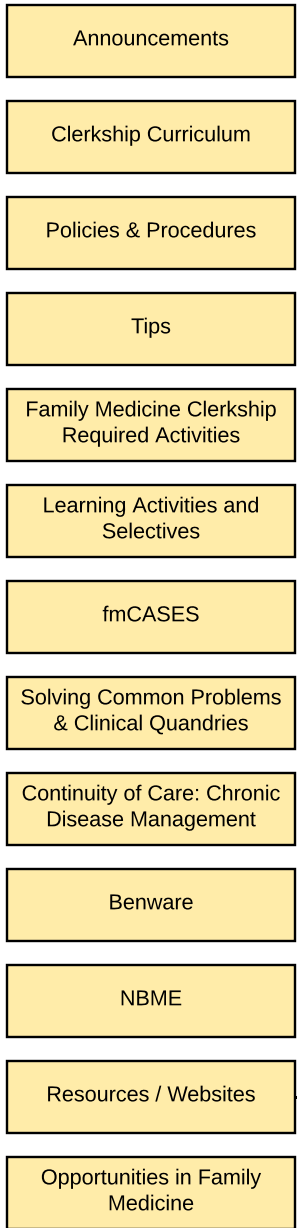 Announcements
Clerkship Curriculum
Policies & Procedures
Tips
Family Medicine Clerkship
Required Activities
Learning Activities and
Selectives
fmCASES
Solving Common Problems
& Clinical Quandries
Continuity of Care: Chronic
Disease Management
Benware
NBME
Resources / Websites
Opportunities in Family
Medicine